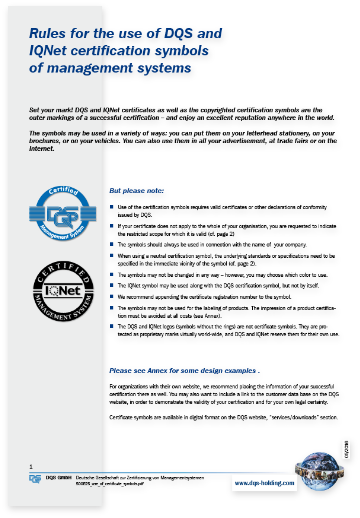 Rules for the use of DQS and
IQNet certification symbols
of management systems
Set your mark! DQS and IQNet certificates as well as the copyrighted certification symbols are the
outer markings of a successful certification – and enjoy an excellent reputation anywhere in the world.
The symbols may be used in a variety of ways: you can put them on your letterhead stationery, on your
brochures, or on your vehicles. You can also use them in all your advertisement, at trade fairs or on the
Internet.
Certified
DQS
Management System
CERTIFIED
IQNet
MANAGEMENT SYSTEM
But please note:
Use of the certification symbols requires valid certificates or other declarations of conformity
issued by DQS.
If your certificate does not apply to the whole of your organisation, you are requested to indicate
the restricted scope for which it is valid (cf. page 2)
The symbols should always be used in connection with the name of your company.
When using a neutral certification symbol, the underlying standards or specifications need to be
specified in the immediate vicinity of the symbol (cf. page 2).
The symbols may not be changed in any way – however, you may choose which color to use.
The IQNet symbol may be used along with the DQS certification symbol, but not by itself.
We recommend appending the certificate registration number to the symbol.
The symbols may not be used for the labeling of products. The impression of a product certifica-
tion must be avoided at all costs (see Annex).
The DQS and IQNet logos (symbols without the rings) are not certificate symbols. They are pro-
tected as proprietary marks virtually world-wide, and DQS and IQNet reserve them for their own use.
Please see Annex for some design examples .
For organizations with their own website, we recommend placing the information of your successful
certification there as well. You may also want to include a link to the customer data base on the DQS
website, in order to demonstrate the validity of your certification and for your own legal certainty.
Certificate symbols are available in digital format on the DQS website, "services/downloads" section.
1
DQS GmbH Deutsche Gesellschaft zur Zertifizierung von Managementsystemen
www.dqs-holding.com